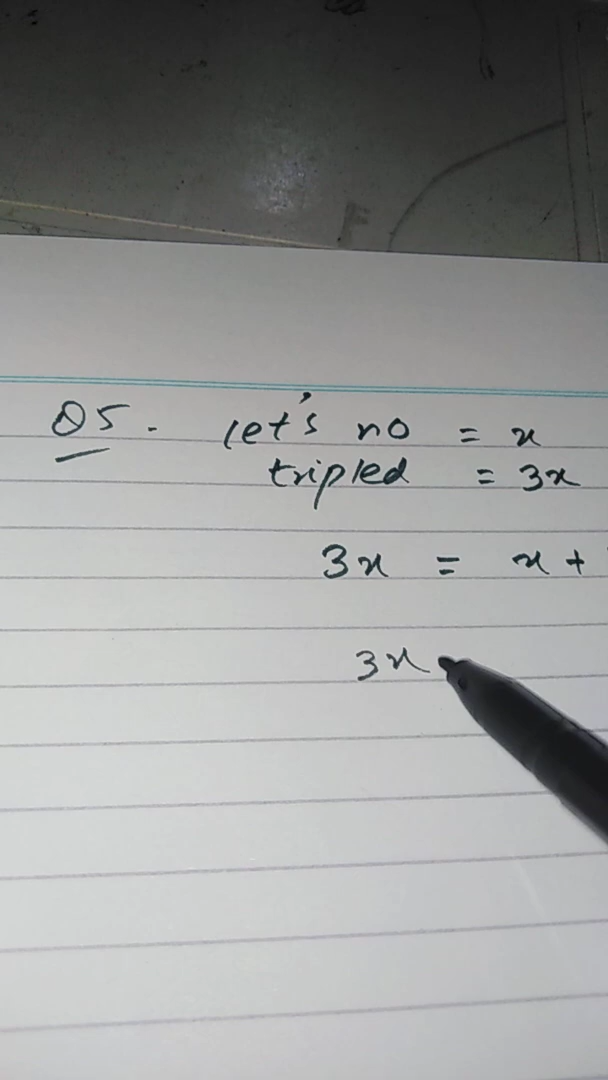 Q5. let's no = x
tripled = 3x
3x = x +
3x